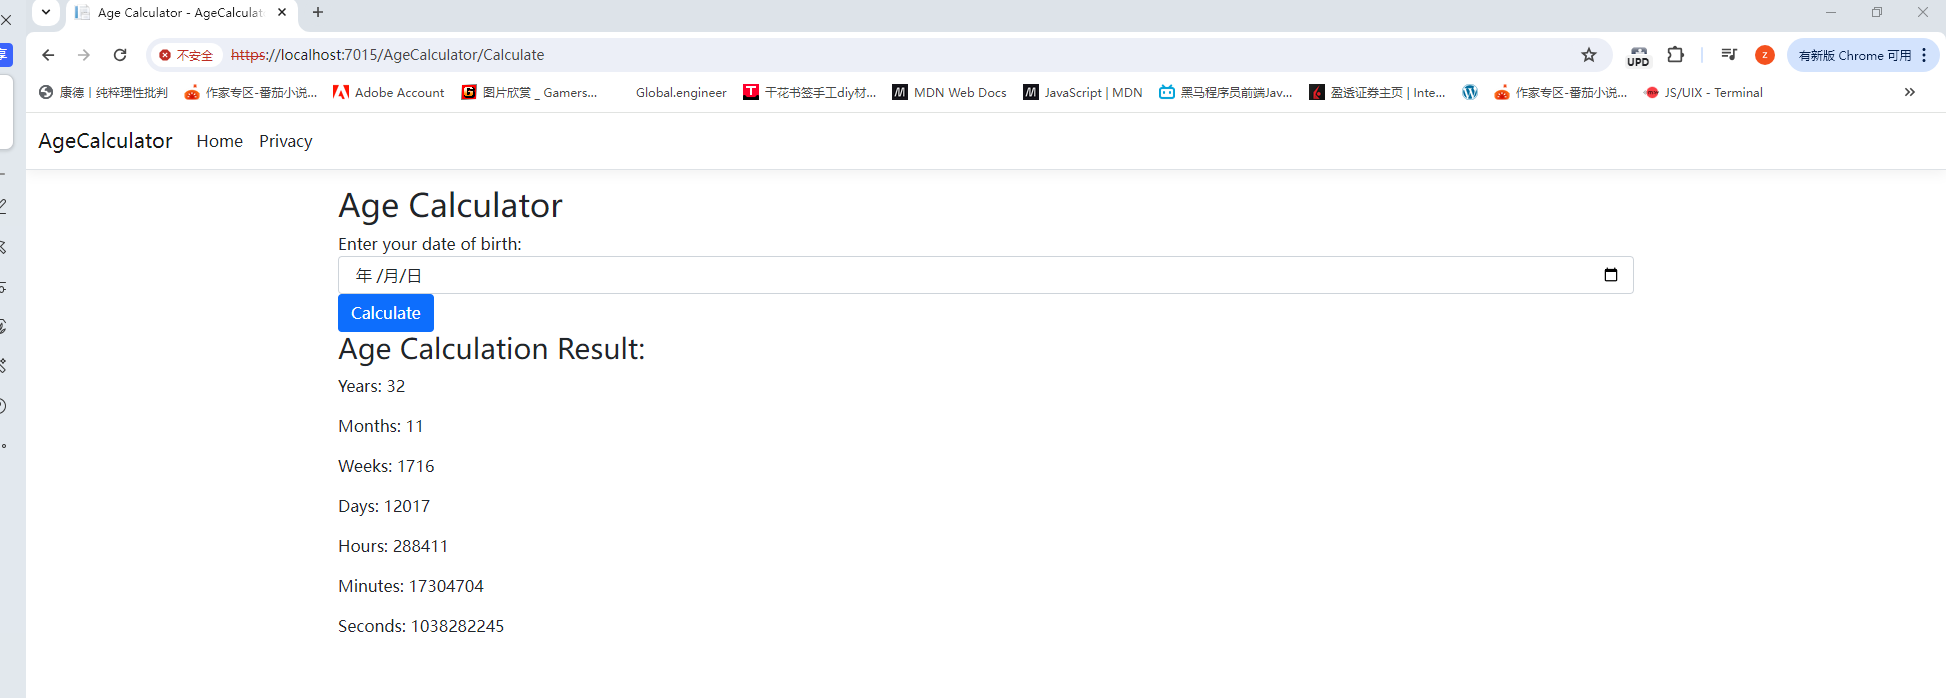 Age Calculator - AgeCalculat
不安全 https://localhost:7015/AgeCalculator/Calculate UPD z 有新版 Chrome 可用
康德丨纯粹理性批判 作家专区-番茄小说... Adobe Account 图片欣赏 _ Gamers... Global.engineer 干花书签手工diy材... MDN Web Docs JavaScript | MDN 黑马程序员前端Jav... 盈透证券主页 | Inte... 作家专区-番茄小说... JS/UIX - Terminal »
AgeCalculator Home Privacy
Age Calculator
Enter your date of birth:
年 /月/日
Calculate
Age Calculation Result:
Years: 32
Months: 11
Weeks: 1716
Days: 12017
Hours: 288411
Minutes: 17304704
Seconds: 1038282245